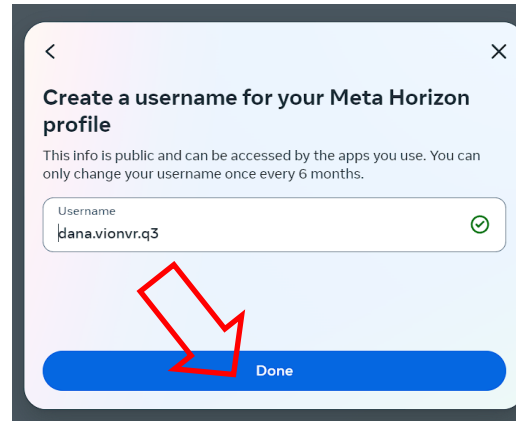 Create a username for your Meta Horizon
profile
This info is public and can be accessed by the apps you use. You can
only change your username once every 6 months.
Username
dana.vionvr.q3
Done